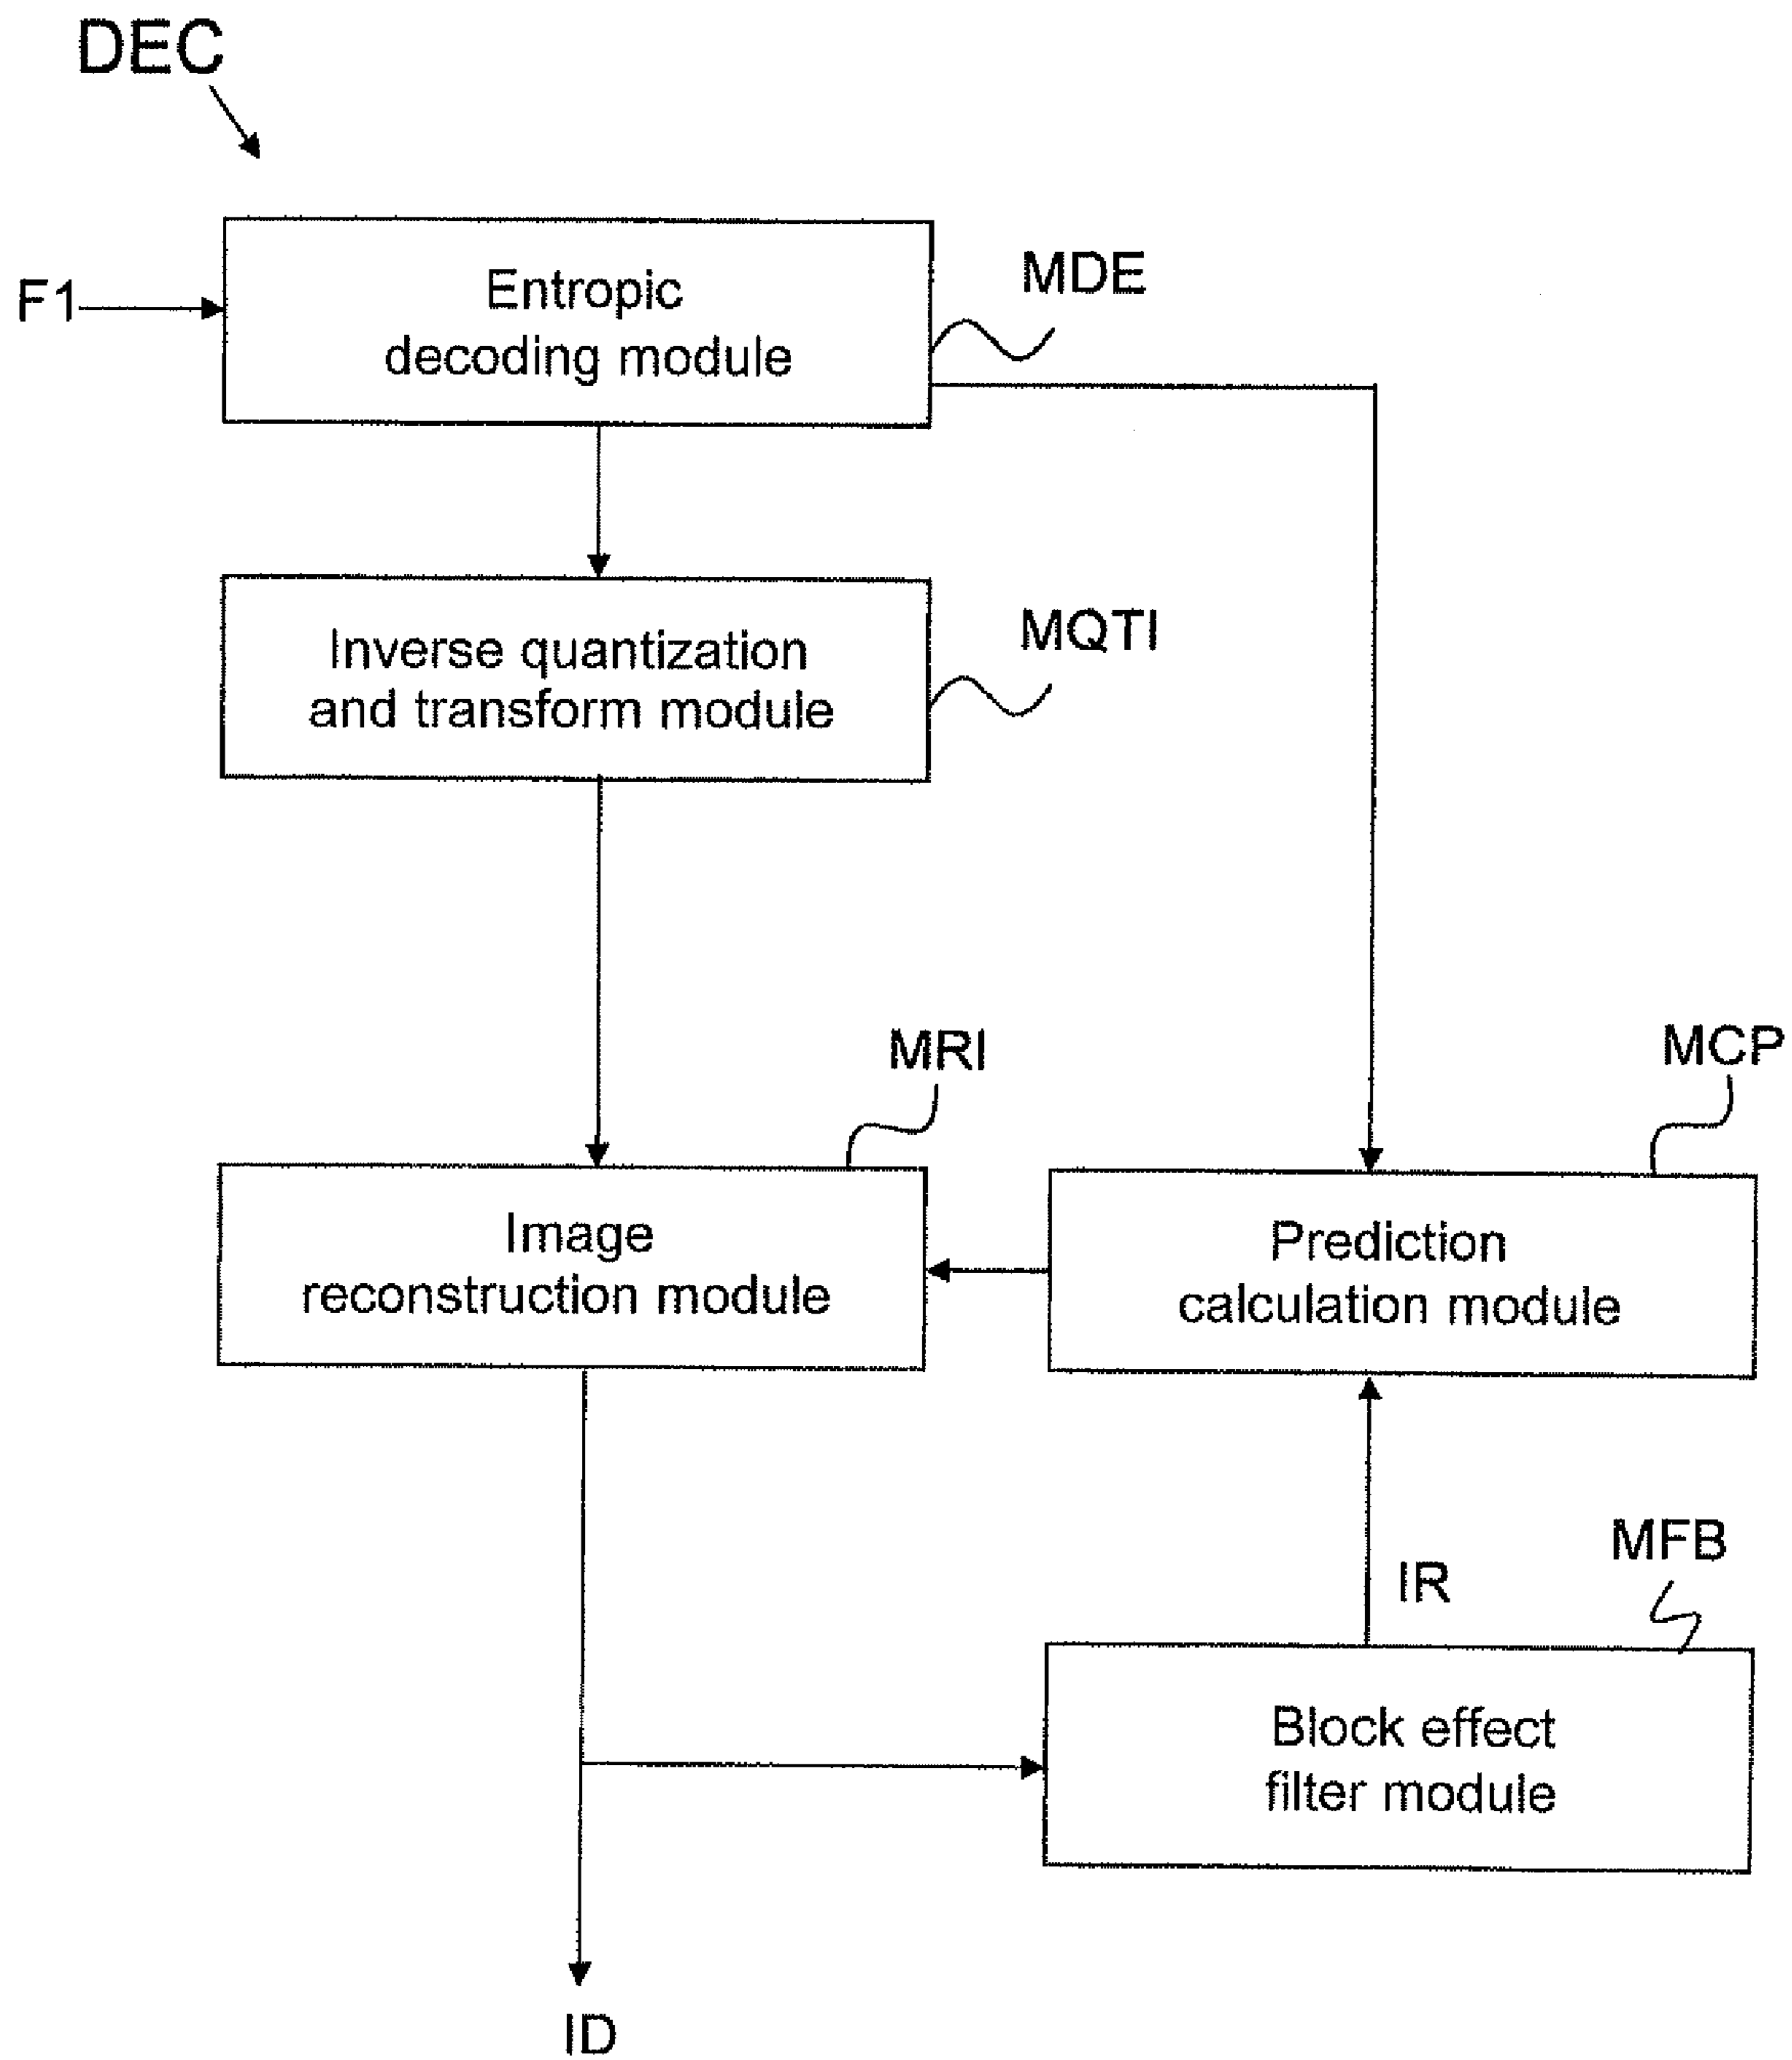 DEC
F1
Entropic
decoding module
MDE
Inverse quantization
and transform module
MQTI
MRI
MCP
Image
reconstruction module
Prediction
calculation module
IR
MFB
Block effect
filter module
ID